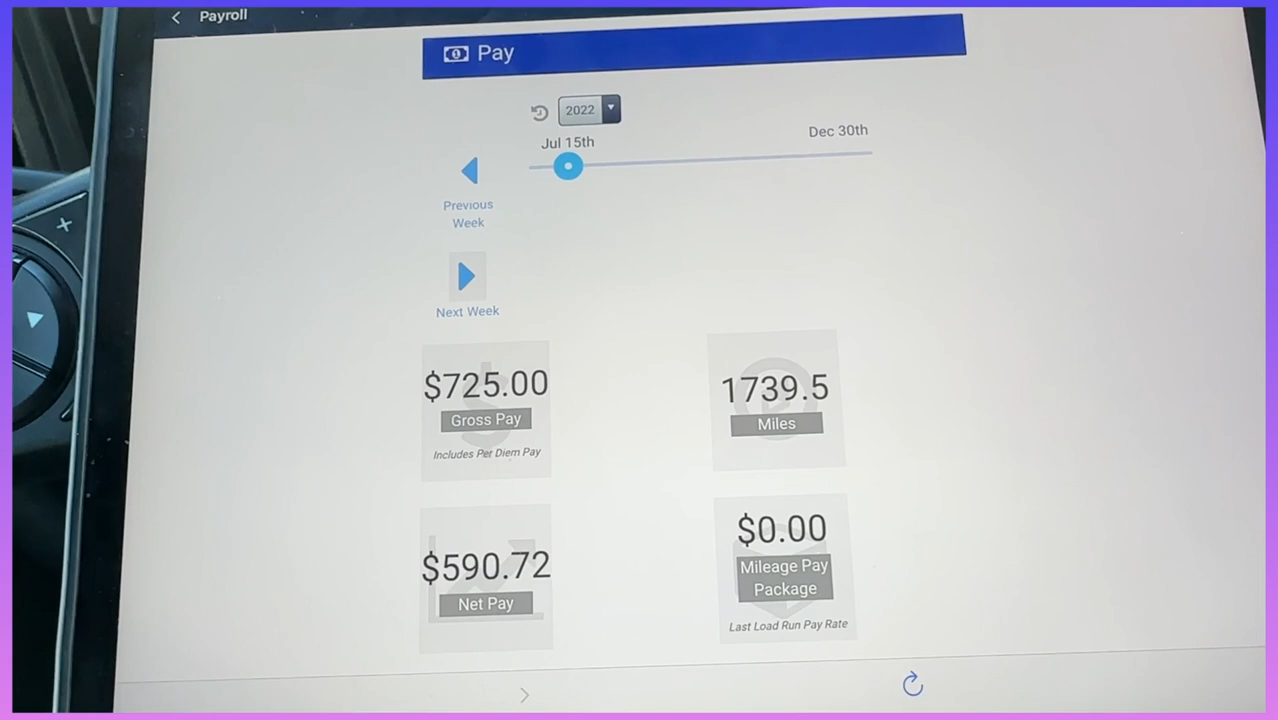 Payroll
Pay
2022
Jul 15th
Dec 30th
Previous
Week
Next Week
$725.00
Gross Pay
Includes Per Diem Pay
1739.5
Miles
$590.72
Net Pay
$0.00
Mileage Pay
Package
Last Load Run Pay Rate